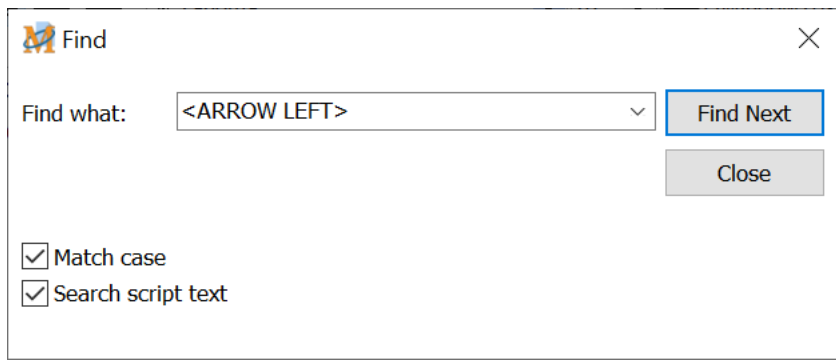 Find
Find what: <ARROW LEFT> Find Next
Close
Match case
Search script text